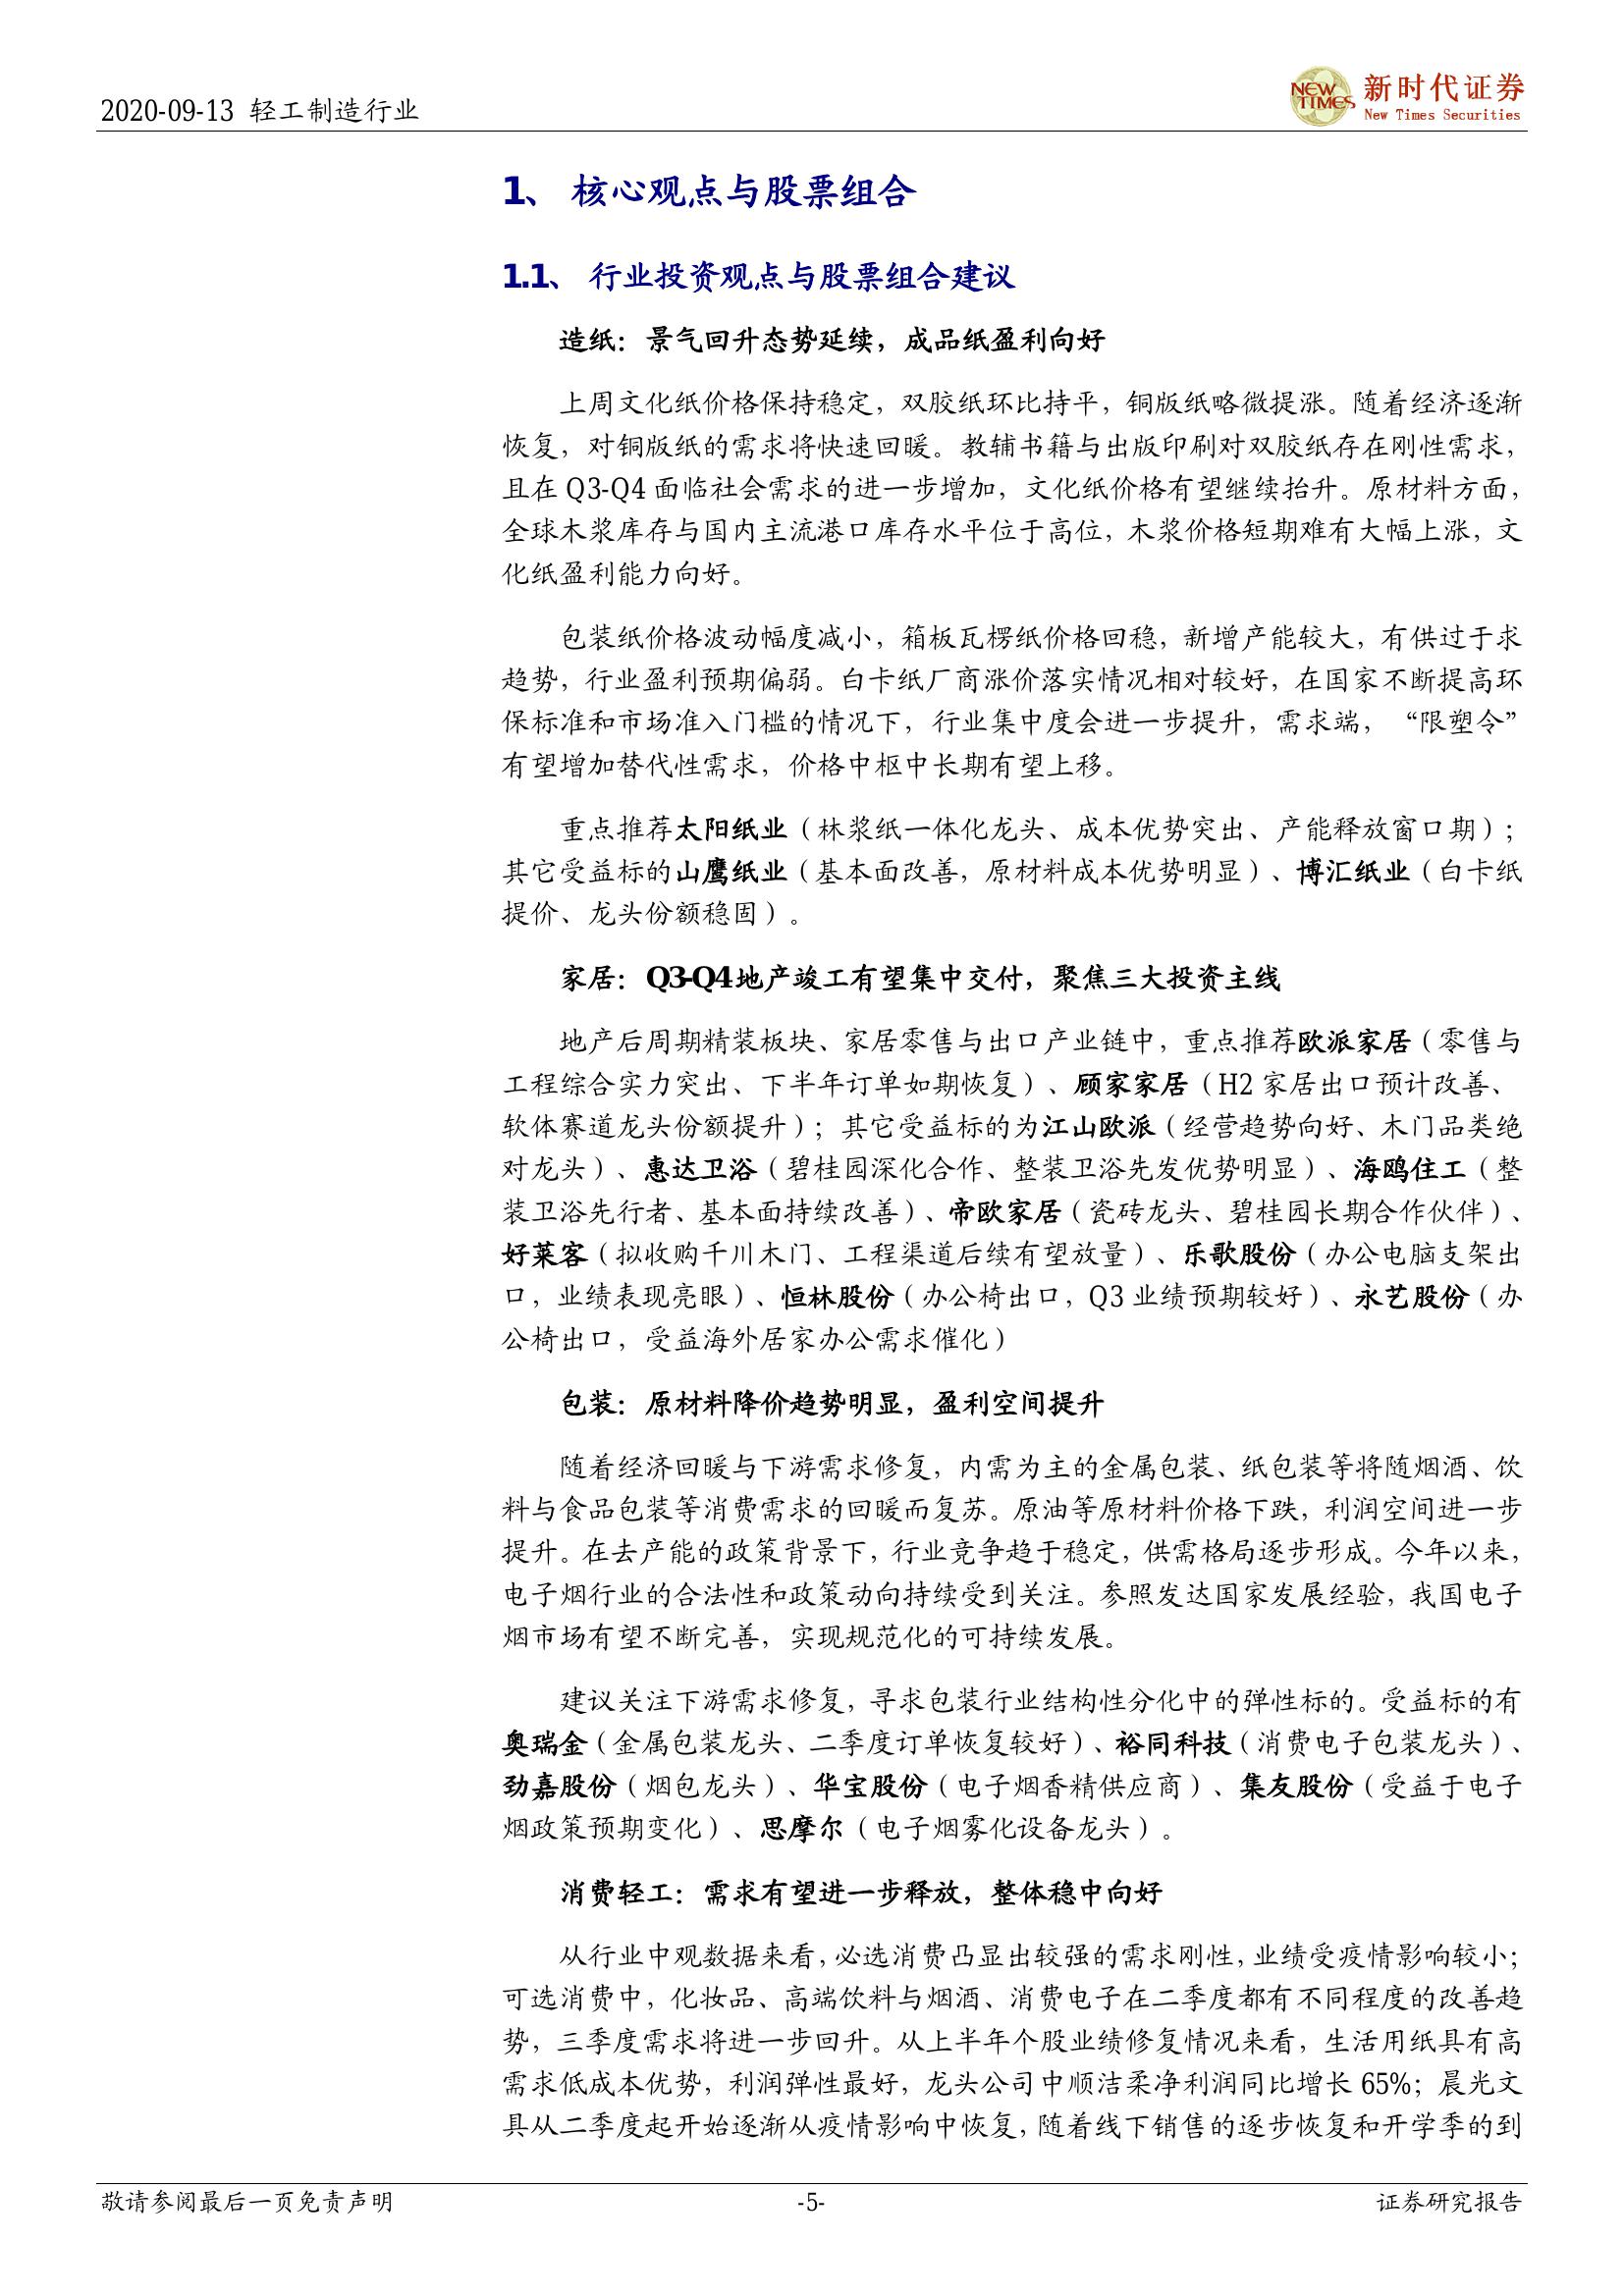 2020-09-13 轻工制造行业
NEW TIMES
新时代证券
New Times Securities
1、 核心观点与股票组合
1.1、 行业投资观点与股票组合建议
造纸：景气回升态势延续，成品纸盈利向好
上周文化纸价格保持稳定，双胶纸环比持平，铜版纸略微提涨。随着经济逐渐
恢复，对铜版纸的需求将快速回暖。教辅书籍与出版印刷对双胶纸存在刚性需求，
且在 Q3-Q4 面临社会需求的进一步增加，文化纸价格有望继续抬升。原材料方面，
全球木浆库存与国内主流港口库存水平位于高位，木浆价格短期难有大幅上涨，文
化纸盈利能力向好。
包装纸价格波动幅度减小，箱板瓦楞纸价格回稳，新增产能较大，有供过于求
趋势，行业盈利预期偏弱。白卡纸厂商涨价落实情况相对较好，在国家不断提高环
保标准和市场准入门槛的情况下，行业集中度会进一步提升，需求端，“限塑令”
有望增加替代性需求，价格中枢中长期有望上移。
重点推荐太阳纸业（林浆纸一体化龙头、成本优势突出、产能释放窗口期）；
其它受益标的山鹰纸业（基本面改善，原材料成本优势明显）、博汇纸业（白卡纸
提价、龙头份额稳固）。
家居：Q3-Q4 地产竣工有望集中交付，聚焦三大投资主线
地产后周期精装板块、家居零售与出口产业链中，重点推荐欧派家居（零售与
工程综合实力突出、下半年订单如期恢复）、顾家家居（H2 家居出口预计改善、
软体赛道龙头份额提升）；其它受益标的为江山欧派（经营趋势向好、木门品类绝
对龙头）、惠达卫浴（碧桂园深化合作、整装卫浴先发优势明显）、海鸥住工（整
装卫浴先行者、基本面持续改善）、帝欧家居（瓷砖龙头、碧桂园长期合作伙伴）、
好莱客（拟收购千川木门、工程渠道后续有望放量）、乐歌股份（办公电脑支架出
口，业绩表现亮眼）、恒林股份（办公椅出口，Q3 业绩预期较好）、永艺股份（办
公椅出口，受益海外居家办公需求催化）
包装：原材料降价趋势明显，盈利空间提升
随着经济回暖与下游需求修复，内需为主的金属包装、纸包装等将随烟酒、饮
料与食品包装等消费需求的回暖而复苏。原油等原材料价格下跌，利润空间进一步
提升。在去产能的政策背景下，行业竞争趋于稳定，供需格局逐步形成。今年以来，
电子烟行业的合法性和政策动向持续受到关注。参照发达国家发展经验，我国电子
烟市场有望不断完善，实现规范化的可持续发展。
建议关注下游需求修复，寻求包装行业结构性分化中的弹性标的。受益标的有
奥瑞金（金属包装龙头、二季度订单恢复较好）、裕同科技（消费电子包装龙头）、
劲嘉股份（烟包龙头）、华宝股份（电子烟香精供应商）、集友股份（受益于电子
烟政策预期变化）、思摩尔（电子烟雾化设备龙头）。
消费轻工：需求有望进一步释放，整体稳中向好
从行业中观数据来看，必选消费凸显出较强的需求刚性，业绩受疫情影响较小；
可选消费中，化妆品、高端饮料与烟酒、消费电子在二季度都有不同程度的改善趋
势，三季度需求将进一步回升。从上半年个股业绩修复情况来看，生活用纸具有高
需求低成本优势，利润弹性最好，龙头公司中顺洁柔净利润同比增长 65%；晨光文
具从二季度起开始逐渐从疫情影响中恢复，随着线下销售的逐步恢复和开学季的到
敬请参阅最后一页免责声明
-5-
证券研究报告